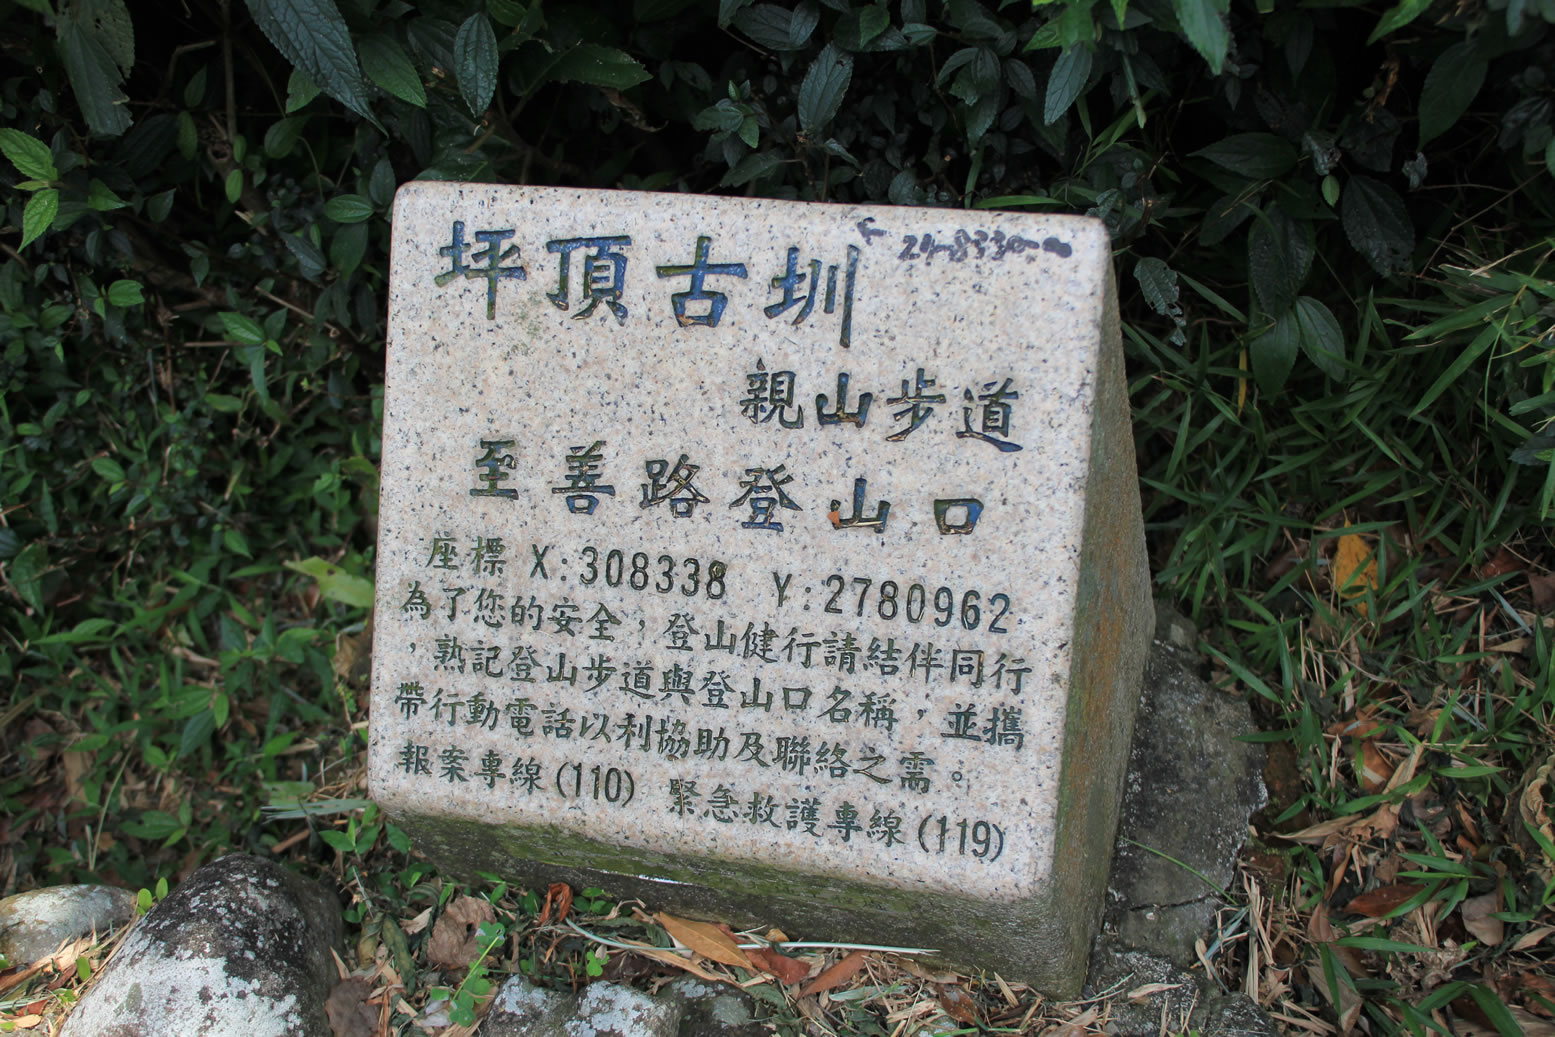 坪頂古圳
親山步道
至善路登山口
座標 X:308338 Y:2780962
為了您的安全,登山健行請結伴同行
,熟記登山步道與登山口名稱,並攜
帶行動電話以利協助及聯絡之需。
報案專線(110) 緊急救護專線(119)